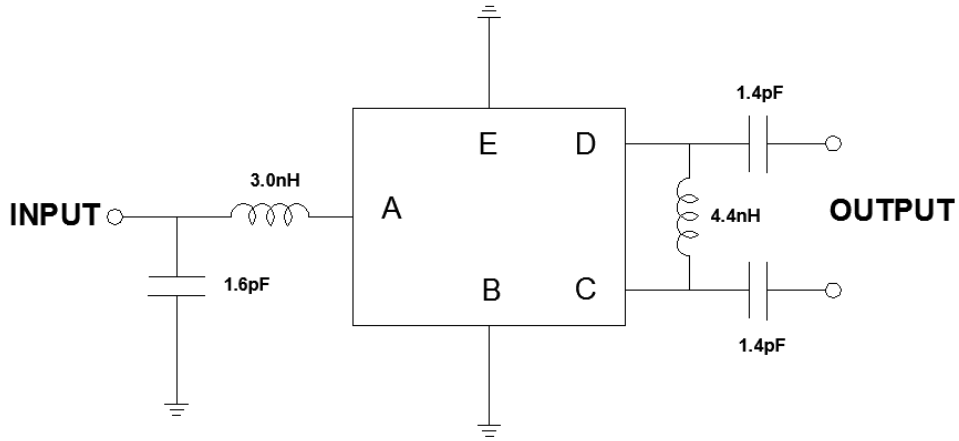 1.4pF
E
D
3.0nH
INPUT
A
4.4nH
OUTPUT
1.6pF
B
C
1.4pF